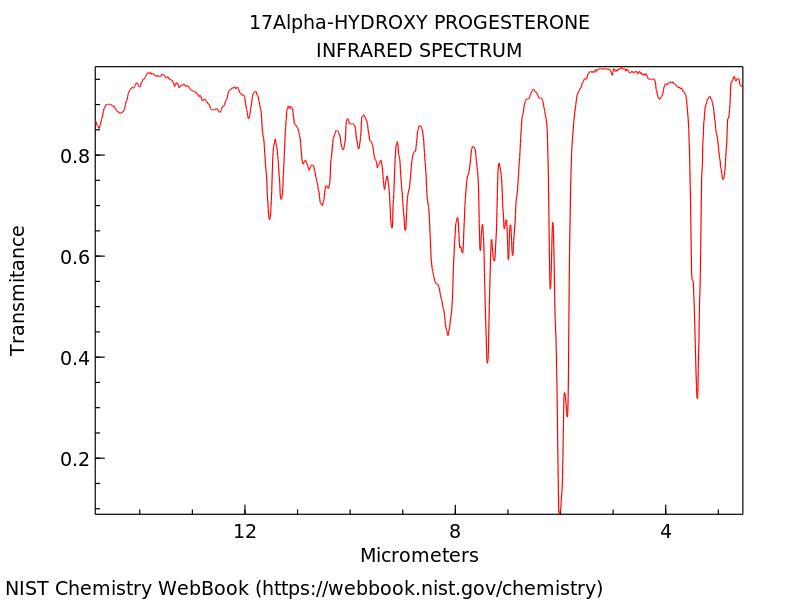 17Alpha-HYDROXY PROGESTERONE
INFRARED SPECTRUM
0.8
0.6
0.4
0.2
Transmitance
12 8 4
Micrometers
NIST Chemistry WebBook (https://webbook.nist.gov/chemistry)